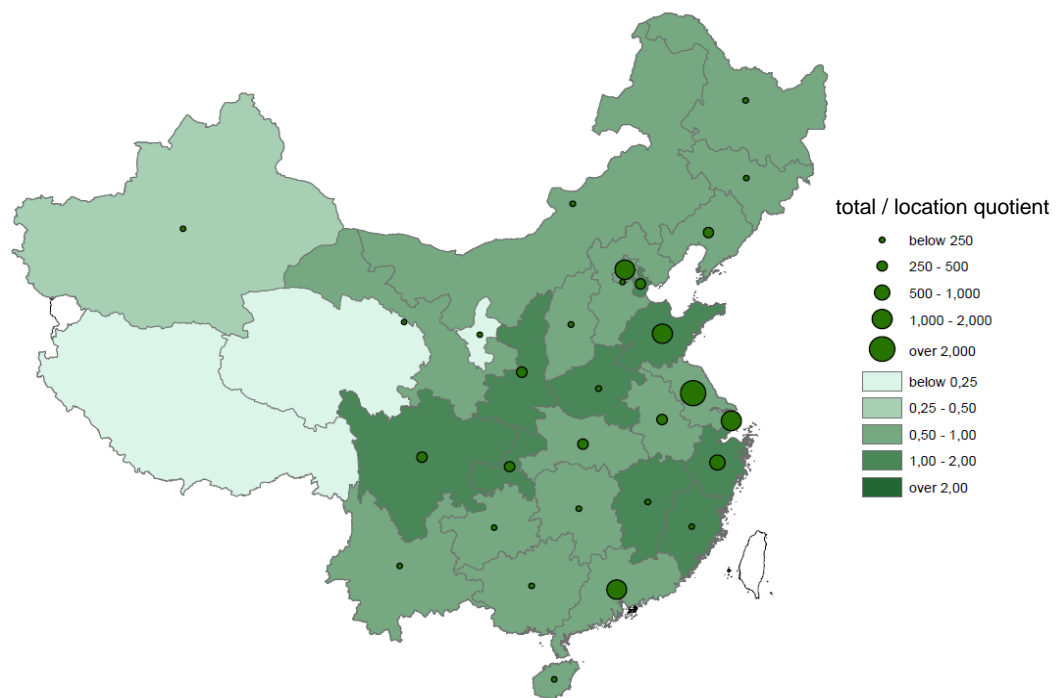 total / location quotient
below 250
250 - 500
500 - 1,000
1,000 - 2,000
over 2,000
below 0,25
0,25 - 0,50
0,50 - 1,00
1,00 - 2,00
over 2,00